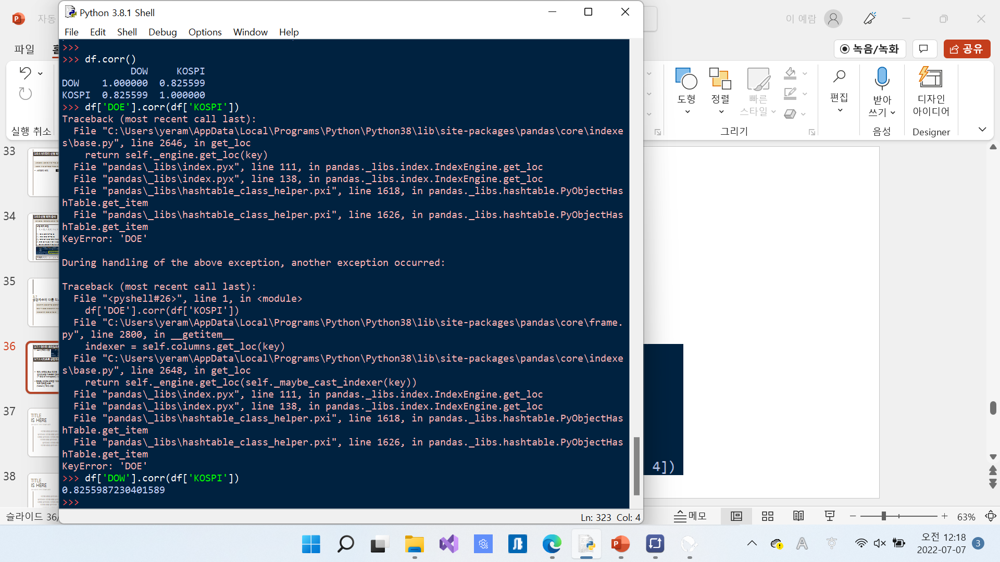 Python 3.8.1 Shell
File Edit Shell Debug Options Window Help
>>>
>>> df.corr()
DOW KOSPI
DOW 1.000000 0.825599
KOSPI 0.825599 1.000000
>>> df['DOE'].corr(df['KOSPI'])
Traceback (most recent call last):
File "C:\Users\yeram\AppData\Local\Programs\Python\Python38\lib\site-packages\pandas\core\indexe
s\base.py", line 2646, in get_loc
return self._engine.get_loc(key)
File "pandas\_libs\index.pyx", line 111, in pandas._libs.index.IndexEngine.get_loc
File "pandas\_libs\index.pyx", line 138, in pandas._libs.index.IndexEngine.get_loc
File "pandas\_libs\hashtable_class_helper.pxi", line 1618, in pandas._libs.hashtable.PyObjectHas
hTable.get_item
File "pandas\_libs\hashtable_class_helper.pxi", line 1626, in pandas._libs.hashtable.PyObjectHas
hTable.get_item
KeyError: 'DOE'
During handling of the above exception, another exception occurred:
Traceback (most recent call last):
File "<pyshell#26>", line 1, in <module>
df['DOE'].corr(df['KOSPI'])
File "C:\Users\yeram\AppData\Local\Programs\Python\Python38\lib\site-packages\pandas\core\frame.
py", line 2800, in __getitem__
indexer = self.columns.get_loc(key)
File "C:\Users\yeram\AppData\Local\Programs\Python\Python38\lib\site-packages\pandas\core\indexe
s\base.py", line 2648, in get_loc
return self._engine.get_loc(self._maybe_cast_indexer(key))
File "pandas\_libs\index.pyx", line 111, in pandas._libs.index.IndexEngine.get_loc
File "pandas\_libs\index.pyx", line 138, in pandas._libs.index.IndexEngine.get_loc
File "pandas\_libs\hashtable_class_helper.pxi", line 1618, in pandas._libs.hashtable.PyObjectHas
hTable.get_item
File "pandas\_libs\hashtable_class_helper.pxi", line 1626, in pandas._libs.hashtable.PyObjectHas
hTable.get_item
KeyError: 'DOE'
>>> df['DOW'].corr(df['KOSPI'])
0.8255987230401589
>>>
Ln: 323 Col: 4
자동
이 예람
파일 홈
녹음/녹화
공유
실행 취소
도형
정렬
빠른
스타일
그리기
편집
받아
쓰기
음성
디자인
아이디어
Designer
33
34
35
36
37
TITLE
IS HERE
38
TITLE
IS HERE
4])
슬라이드 36/
메모
63%
오전 12:18
2022-07-07
3